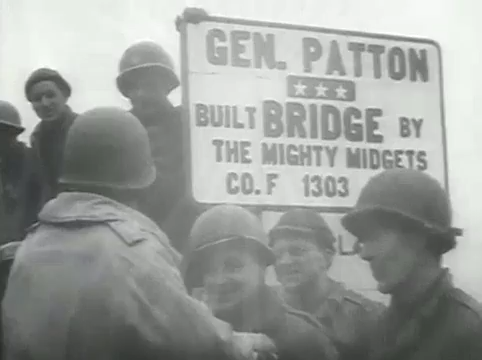 GEN. PATTON
BUILT BRIDGE BY
THE MIGHTY MIDGETS
CO. F 1303